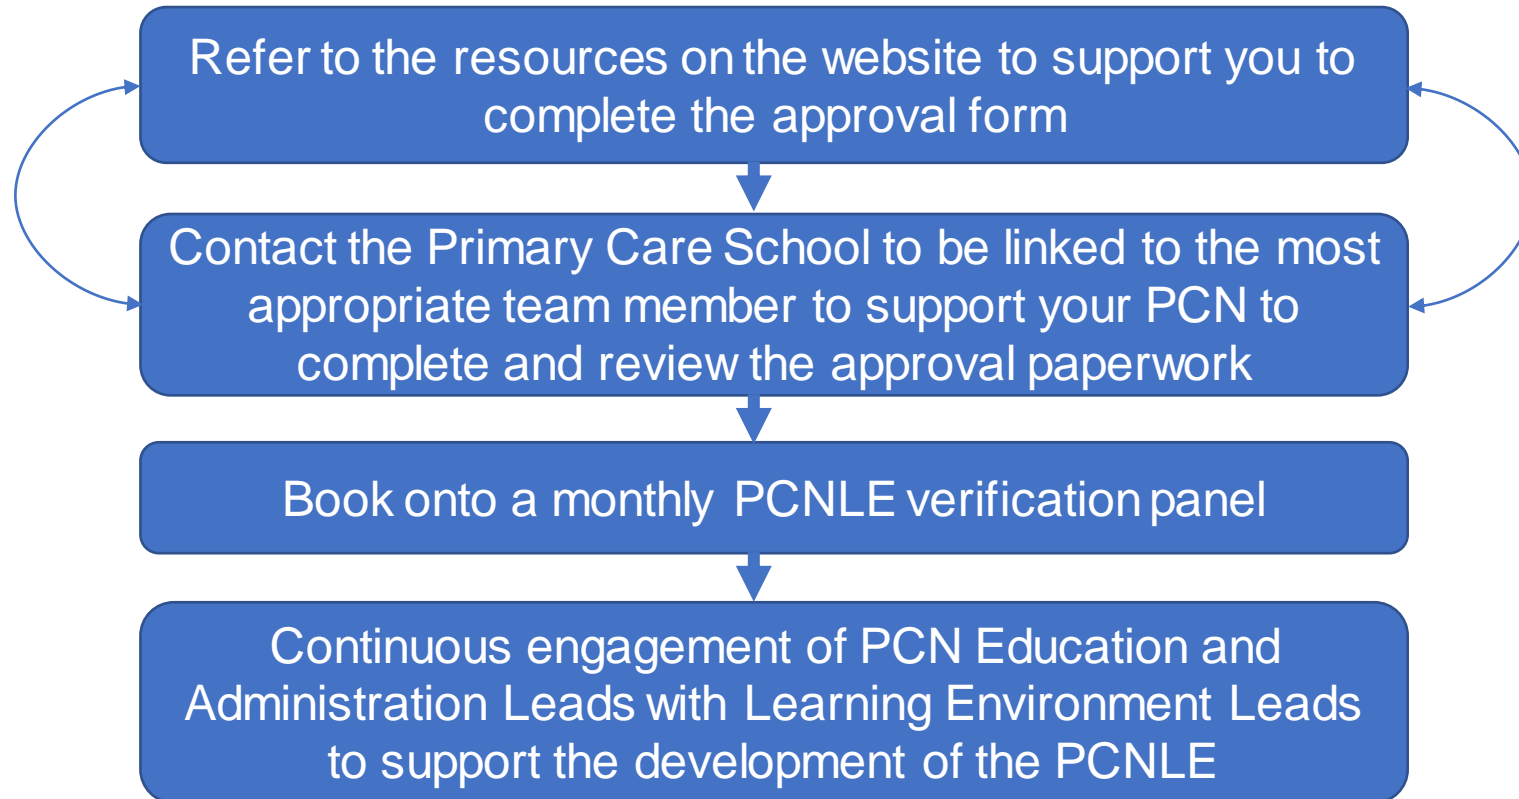 Refer to the resources on the website to support you to
complete the approval form
Contact the Primary Care School to be linked to the most
appropriate team member to support your PCN to
complete and review the approval paperwork
Book onto a monthly PCNLE verification panel
Continuous engagement of PCN Education and
Administration Leads with Learning Environment Leads
to support the development of the PCNLE